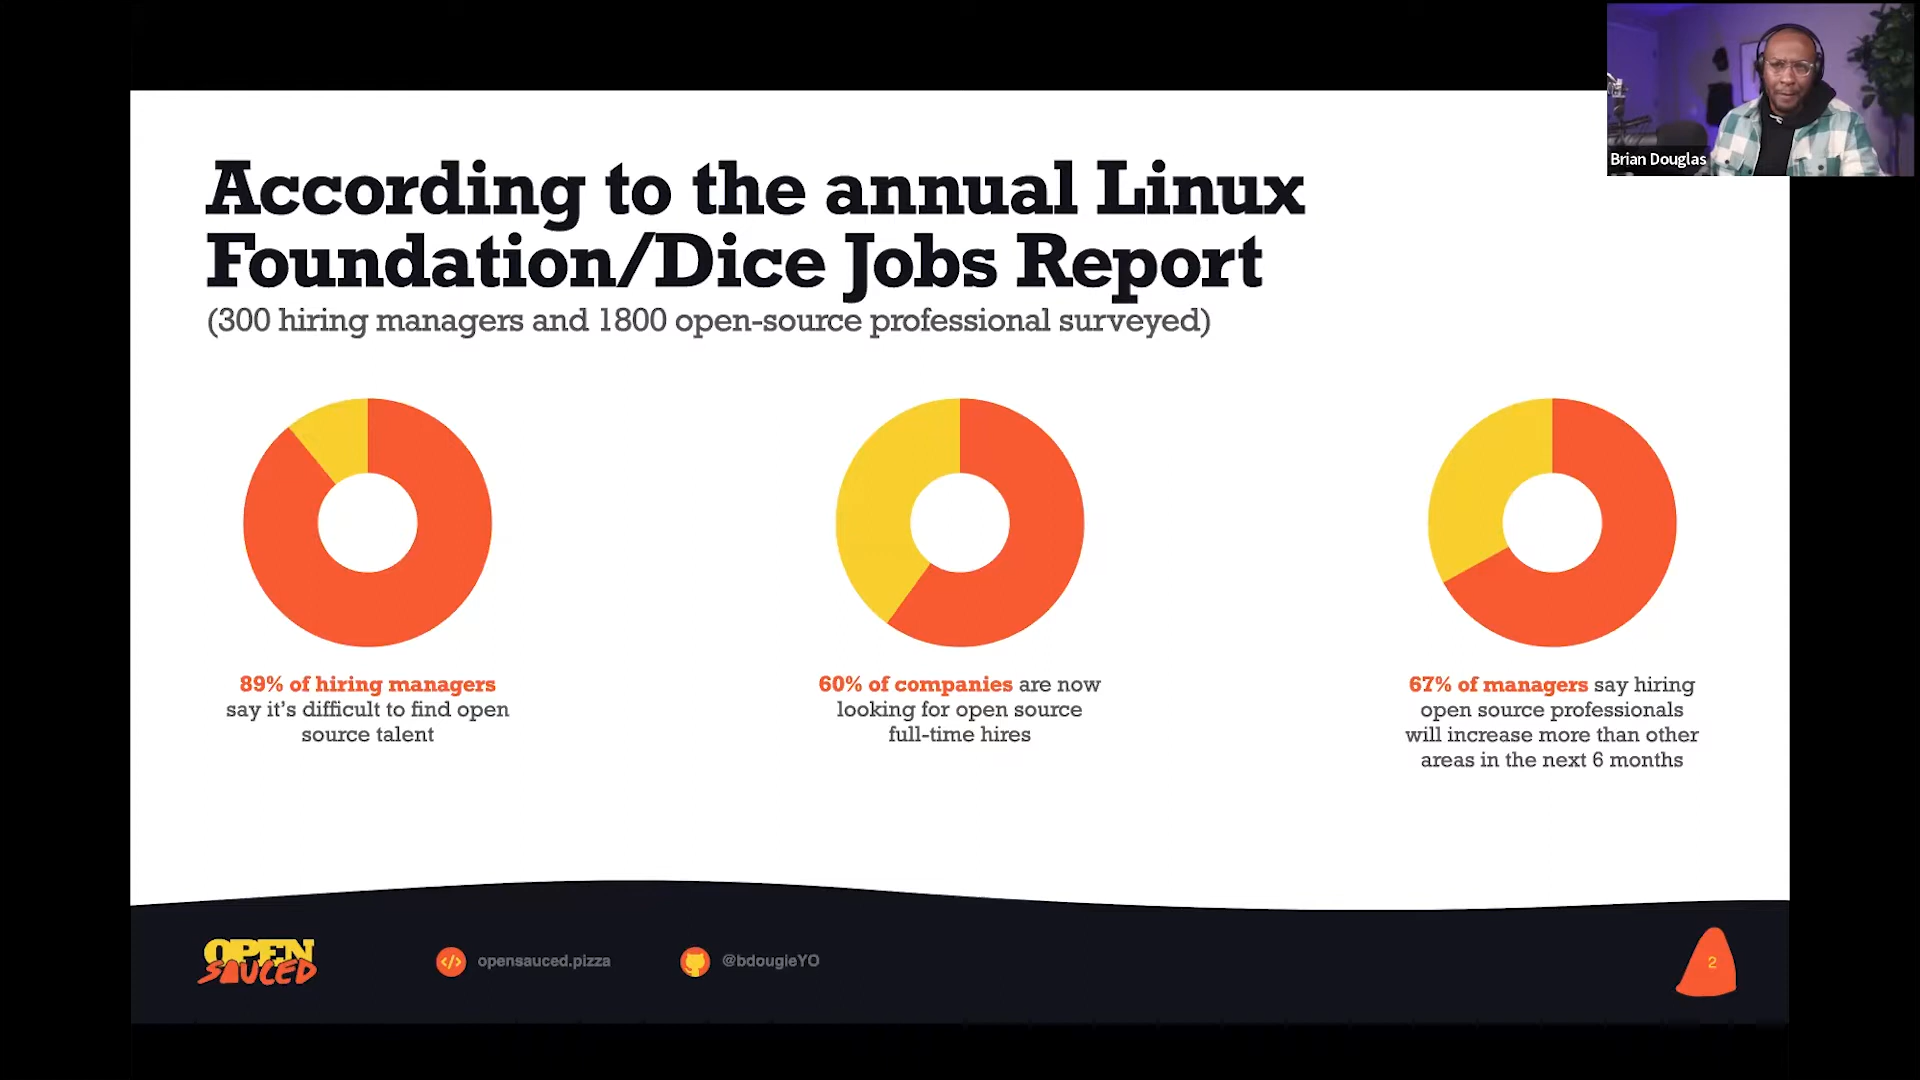 Brian Douglas
According to the annual Linux
Foundation/Dice Jobs Report
(300 hiring managers and 1800 open-source professional surveyed)
89% of hiring managers
say it's difficult to find open
source talent
60% of companies are now
looking for open source
full-time hires
67% of managers say hiring
open source professionals
will increase more than other
areas in the next 6 months
OPEN
SAUCED
</>
opensauced.pizza
@bdougieYO
2